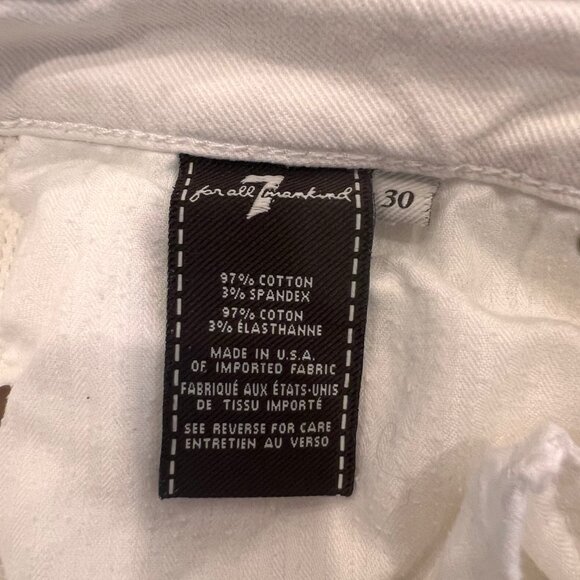 for all 7 mankind
30
97% COTTON
3% SPANDEX
97% COTON
3% ÉLASTHANNE
MADE IN U.S.A.
OF IMPORTED FABRIC
FABRIQUÉ AUX ÉTATS-UNIS
DE TISSU IMPORTÉ
SEE REVERSE FOR CARE
ENTRETIEN AU VERSO